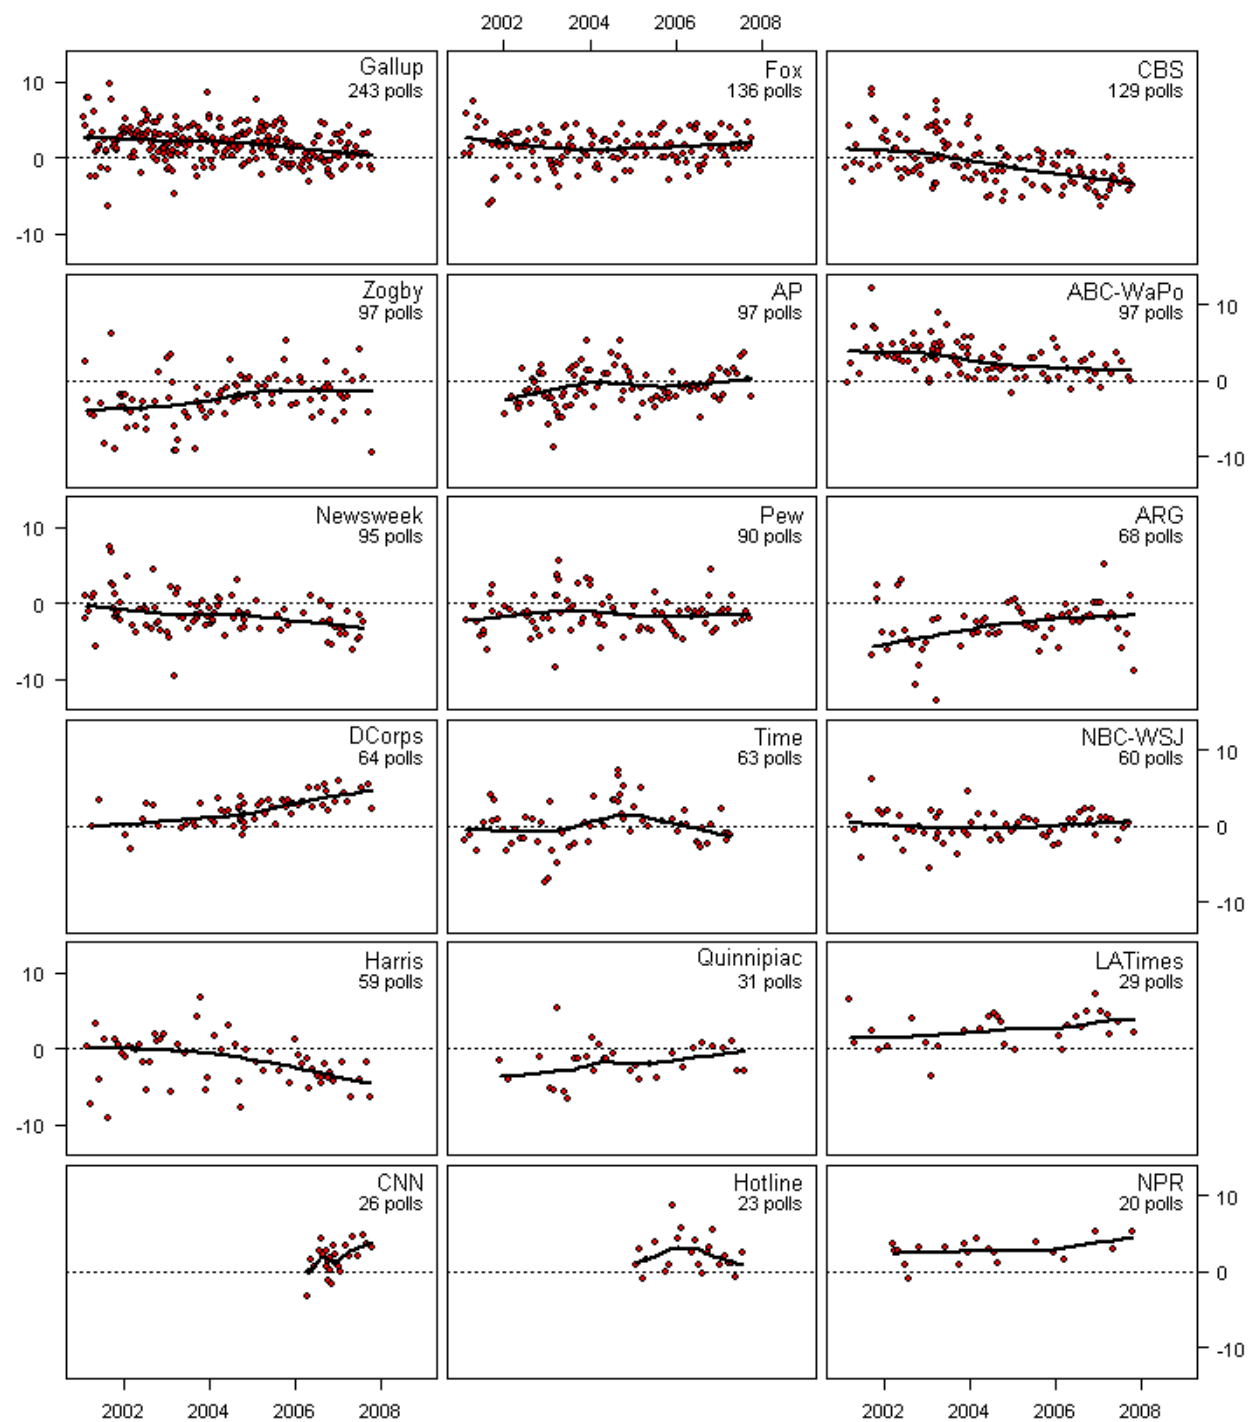 2002 2004 2006 2008
Gallup
243 polls
Fox
136 polls
CBS
129 polls
10
0
-10
Zogby
97 polls
AP
97 polls
ABC-WaPo
97 polls
10
0
-10
Newsweek
95 polls
Pew
90 polls
ARG
68 polls
10
0
-10
DCorps
64 polls
Time
63 polls
NBC-WSJ
60 polls
10
0
-10
Harris
59 polls
Quinnipiac
31 polls
LATimes
29 polls
10
0
-10
CNN
26 polls
Hotline
23 polls
NPR
20 polls
10
0
-10
2002 2004 2006 2008
2002 2004 2006 2008